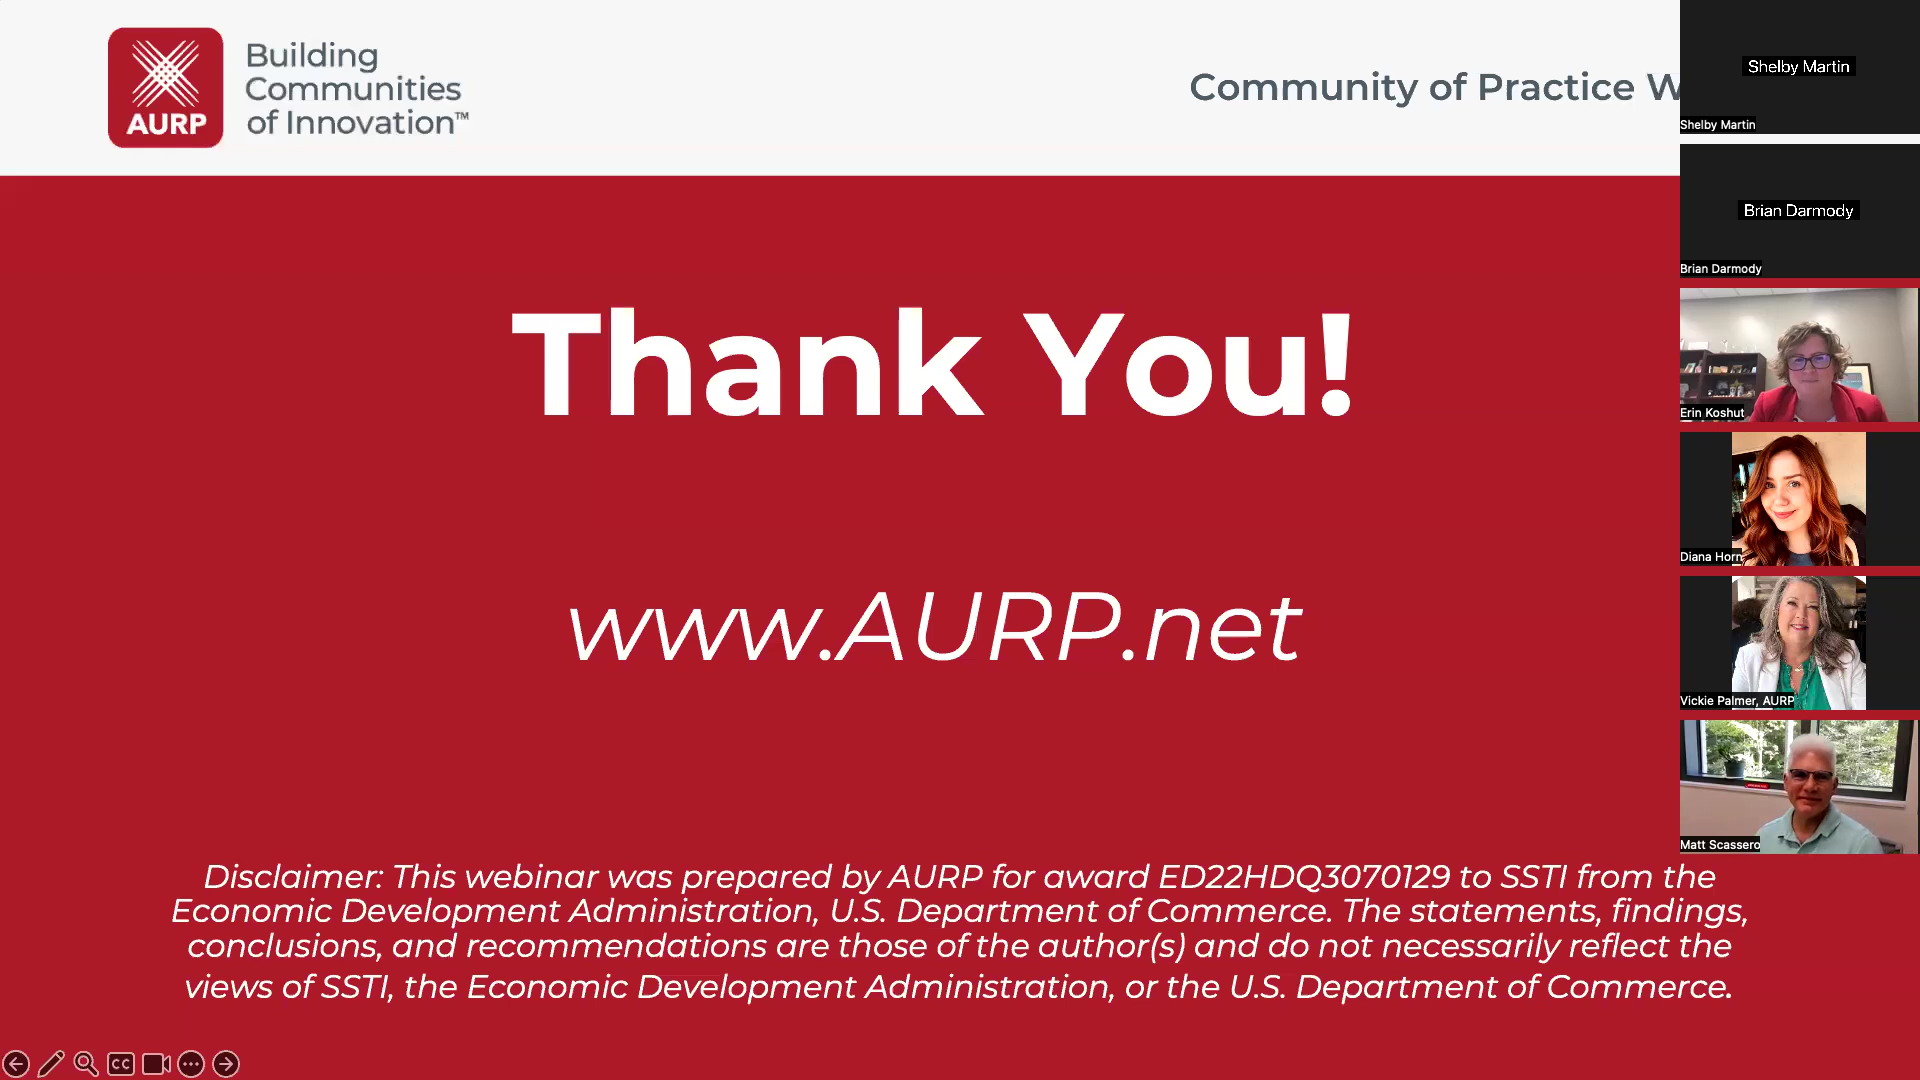 AURP
Building
Communities
of Innovation™
Community of Practice W
Shelby Martin
Shelby Martin
Brian Darmody
Brian Darmody
Erin Koshut
Diana Horn
Vickie Palmer, AURP
Matt Scassero
Thank You!
www.AURP.net
Disclaimer: This webinar was prepared by AURP for award ED22HDQ3070129 to SSTI from the
Economic Development Administration, U.S. Department of Commerce. The statements, findings,
conclusions, and recommendations are those of the author(s) and do not necessarily reflect the
views of SSTI, the Economic Development Administration, or the U.S. Department of Commerce.
CC